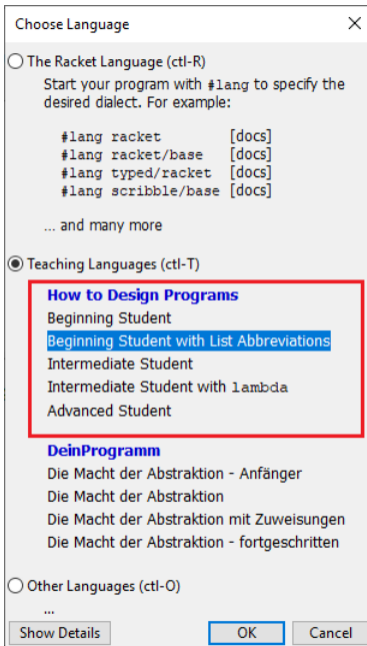 Choose Language
The Racket Language (ctl-R)
Start your program with #lang to specify the
desired dialect. For example:
#lang racket [docs]
#lang racket/base [docs]
#lang typed/racket [docs]
#lang scribble/base [docs]
... and many more
Teaching Languages (ctl-T)
How to Design Programs
Beginning Student
Beginning Student with List Abbreviations
Intermediate Student
Intermediate Student with lambda
Advanced Student
DeinProgramm
Die Macht der Abstraktion - Anfänger
Die Macht der Abstraktion
Die Macht der Abstraktion mit Zuweisungen
Die Macht der Abstraktion - fortgeschritten
Other Languages (ctl-O)
...
Show Details OK Cancel